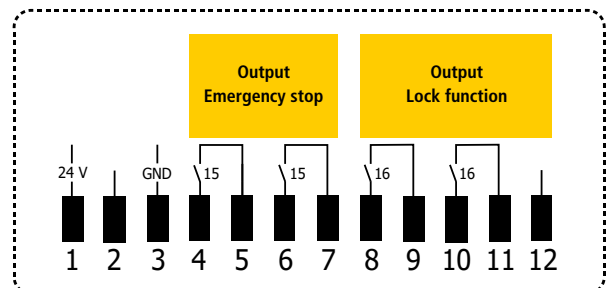 Output
Emergency stop
Output
Lock function
24 V GND 15 15 16 16
1 2 3 4 5 6 7 8 9 10 11 12